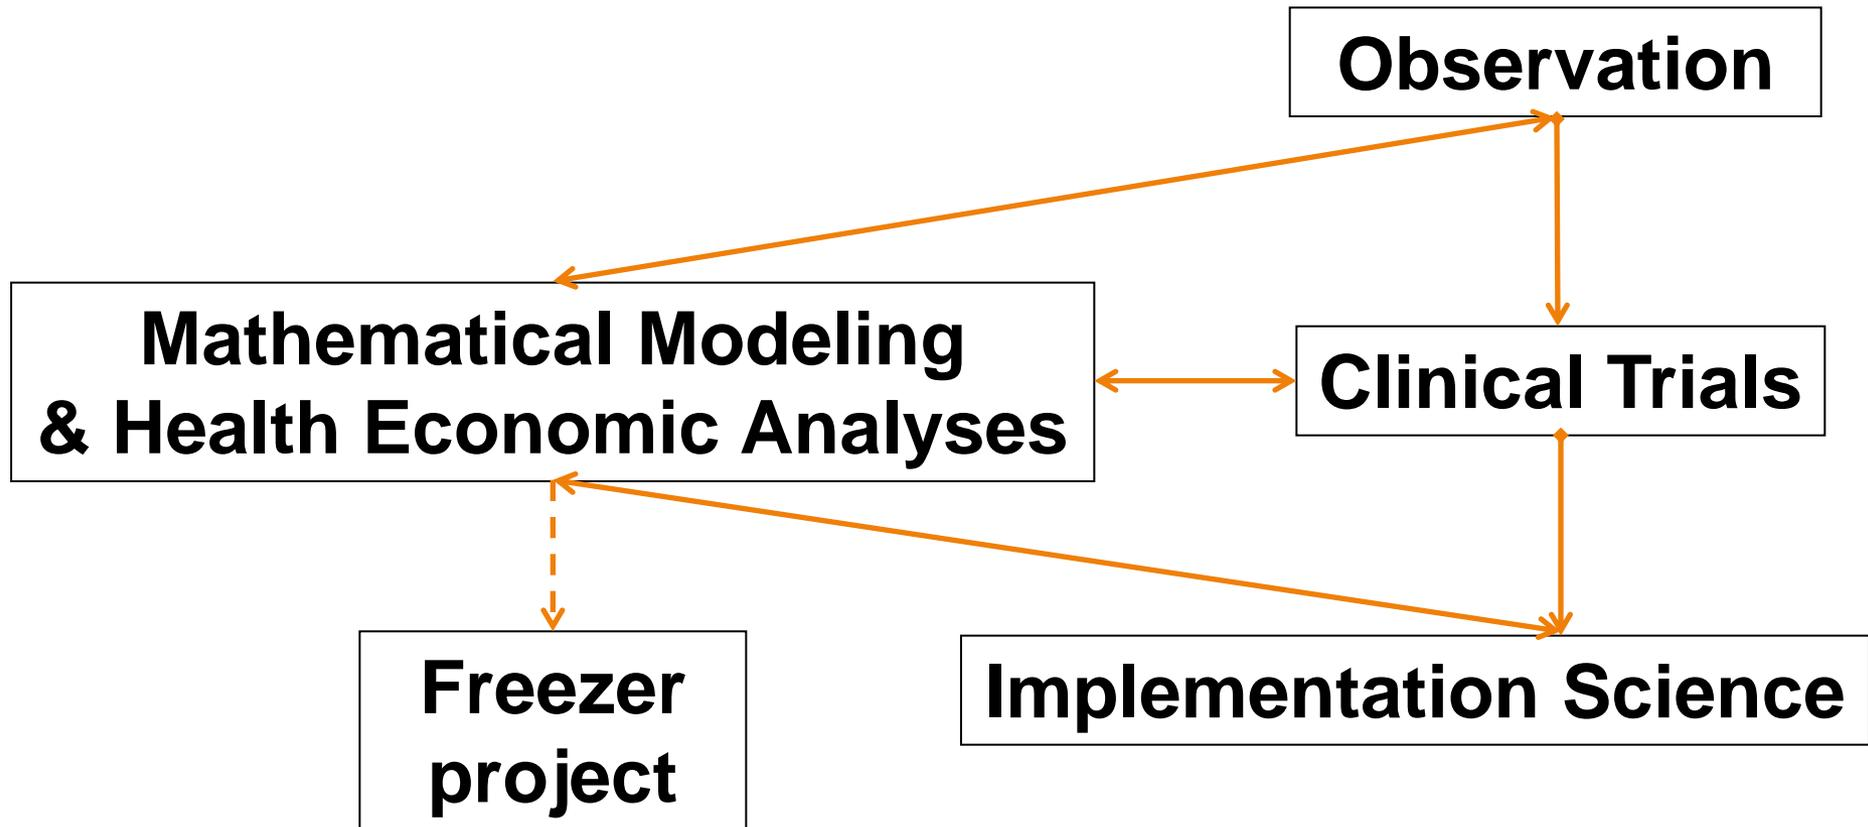 Observation
Mathematical Modeling
& Health Economic Analyses
Clinical Trials
Freezer
project
Implementation Science